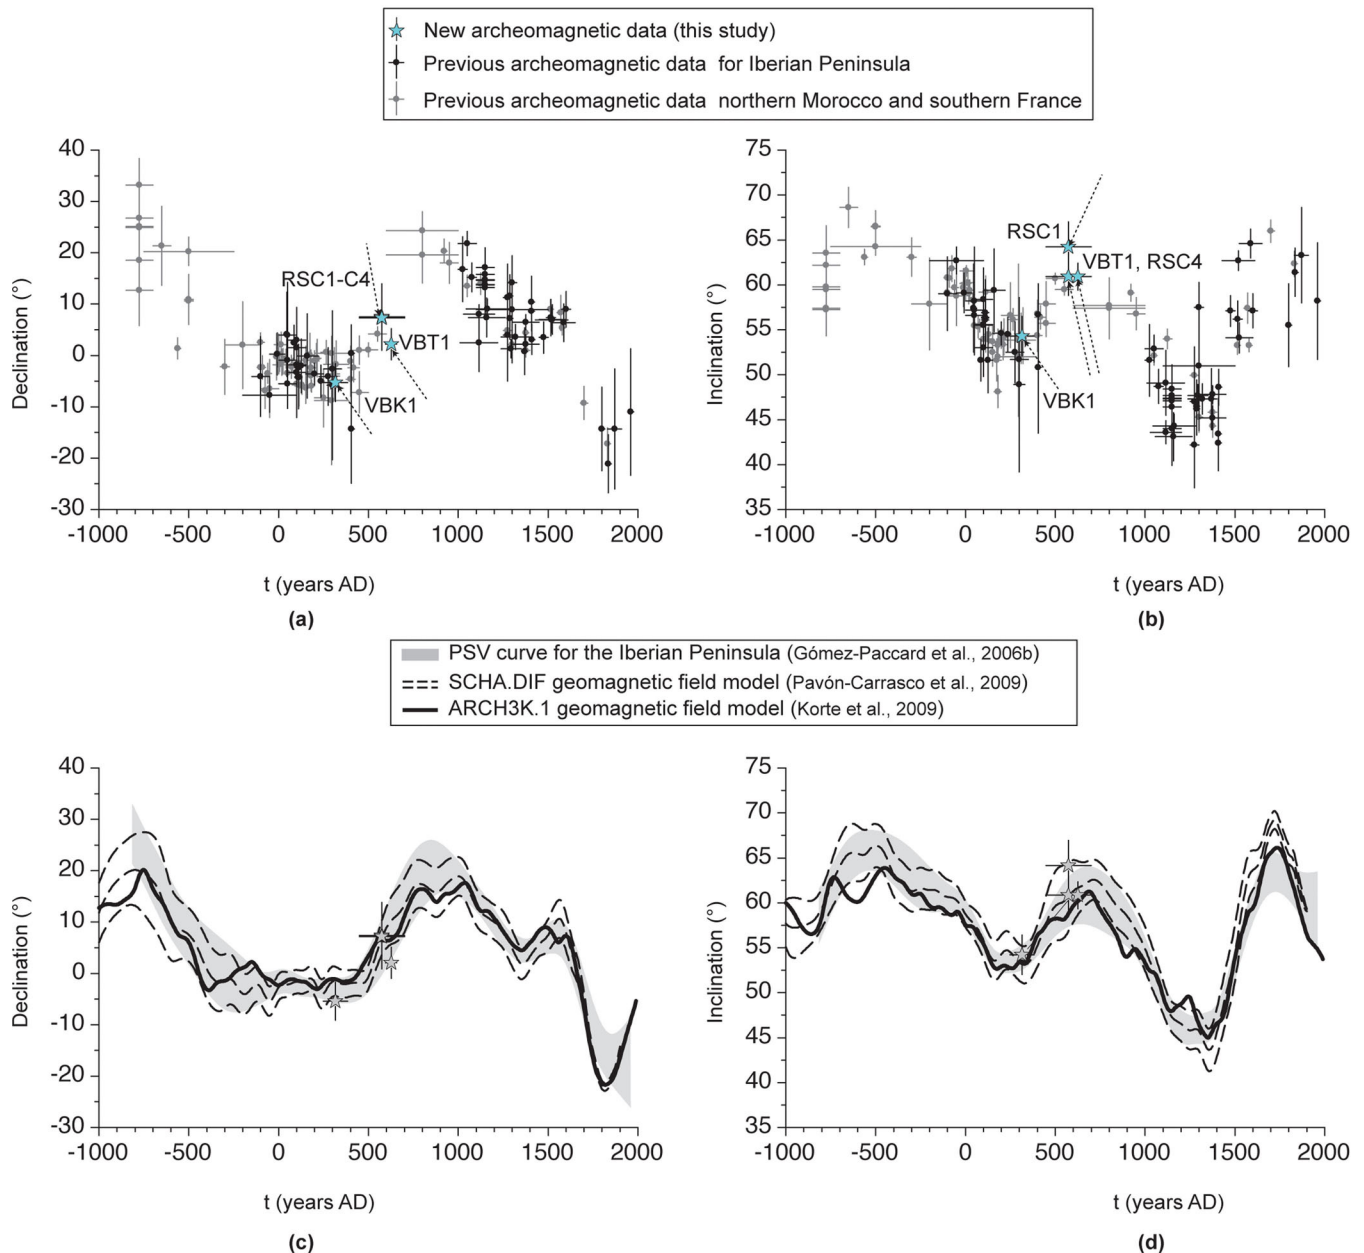 New archeomagnetic data (this study)
Previous archeomagnetic data for Iberian Peninsula
Previous archeomagnetic data northern Morocco and southern France
40
30
20
10
0
-10
-20
-30
Declination (°)
RSC1-C4
VBT1
VBK1
-1000 -500 0 500 1000 1500 2000
t (years AD)
(a)
75
70
65
60
55
50
45
40
35
Inclination (°)
RSC1
VBT1, RSC4
VBK1
-1000 -500 0 500 1000 1500 2000
t (years AD)
(b)
PSV curve for the Iberian Peninsula (Gómez-Paccard et al., 2006b)
SCHA.DIF geomagnetic field model (Pavón-Carrasco et al., 2009)
ARCH3K.1 geomagnetic field model (Korte et al., 2009)
40
30
20
10
0
-10
-20
-30
Declination (°)
-1000 -500 0 500 1000 1500 2000
t (years AD)
(c)
75
70
65
60
55
50
45
40
35
Inclination (°)
-1000 -500 0 500 1000 1500 2000
t (years AD)
(d)